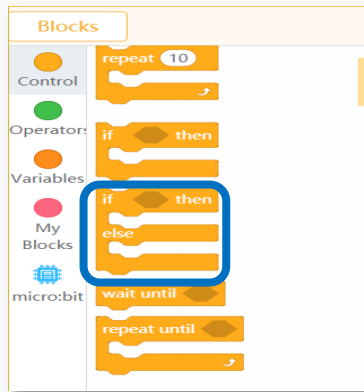 Blocks
Control
Operators
Variables
My
Blocks
micro:bit
repeat 10
if then
if then
else
wait until
repeat until